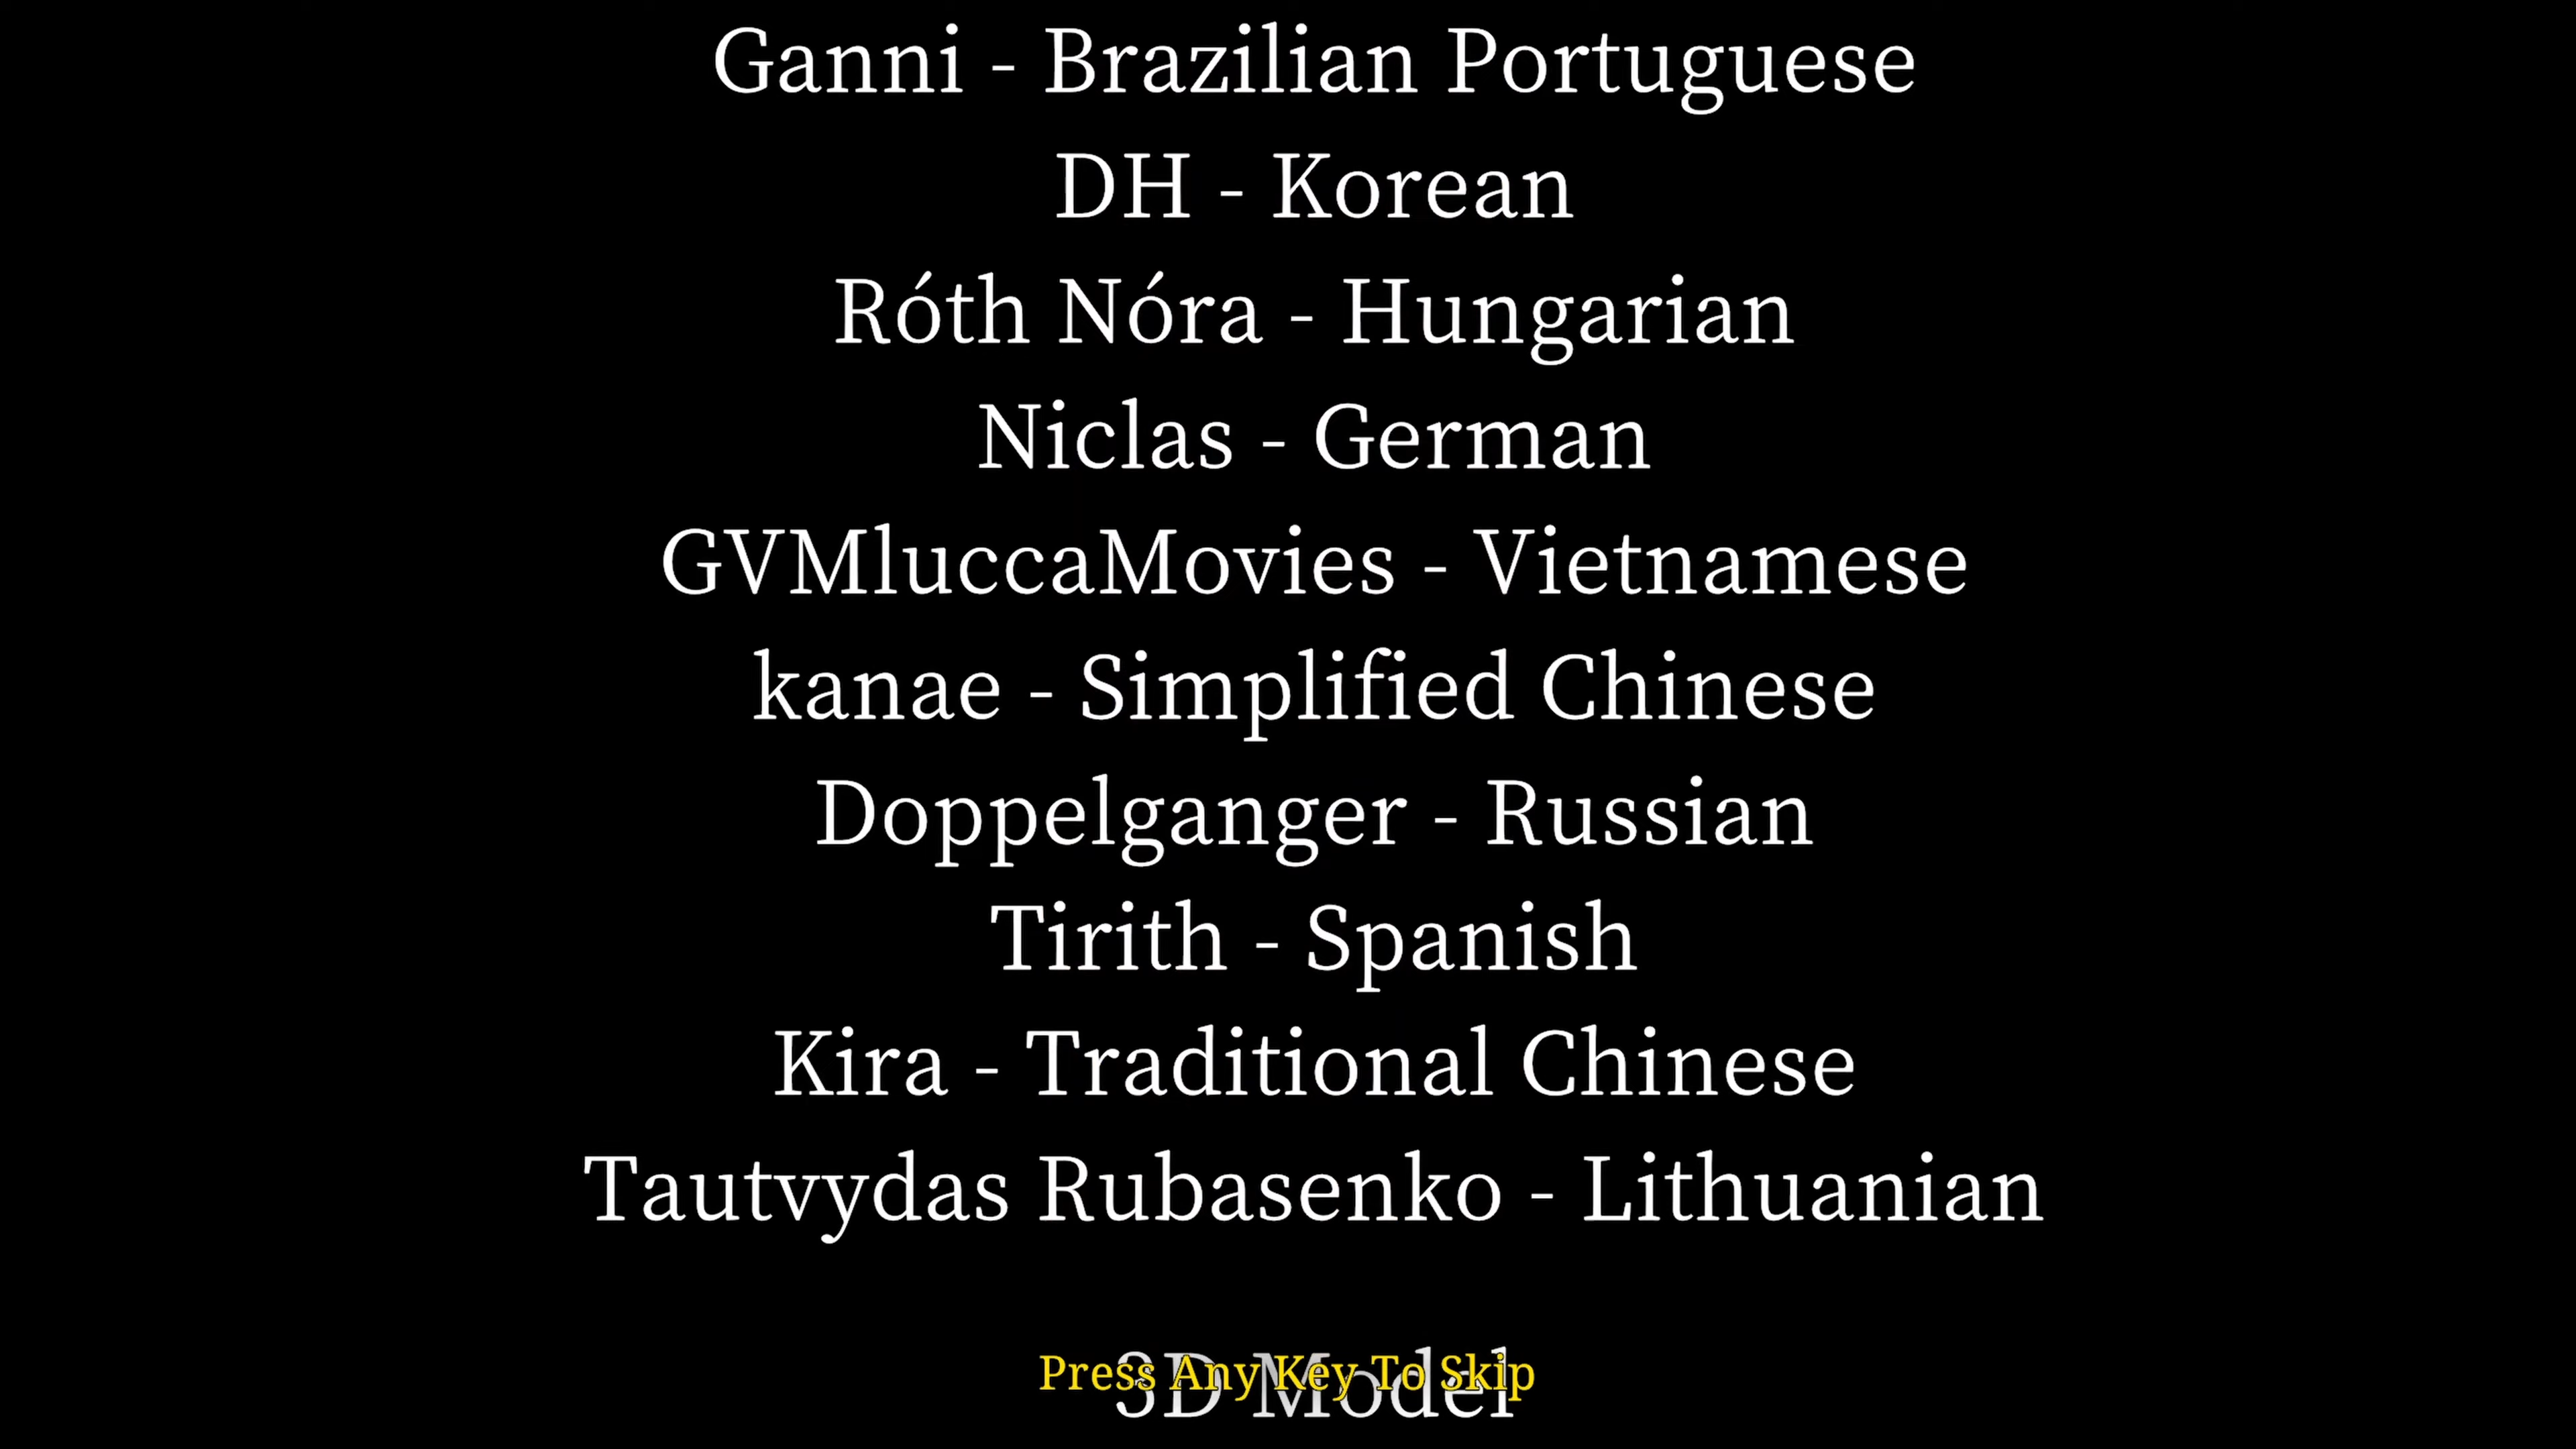 Ganni - Brazilian Portuguese
DH - Korean
Róth Nóra - Hungarian
Niclas - German
GVMluccaMovies - Vietnamese
kanae - Simplified Chinese
Doppelganger - Russian
Tirith - Spanish
Kira - Traditional Chinese
Tautvydas Rubasenko - Lithuanian
Press Any Key To Skip
3D Model